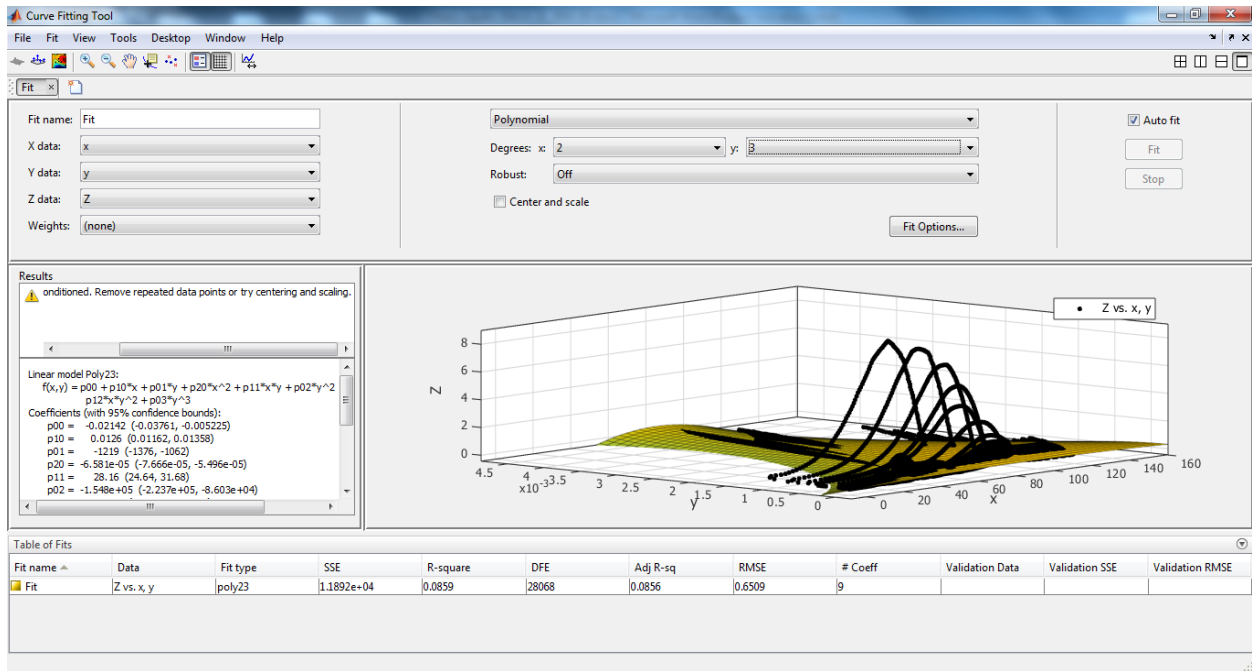 Curve Fitting Tool
File Fit View Tools Desktop Window Help
Fit
Fit name: Fit
X data: x
Y data: y
Z data: Z
Weights: (none)
Polynomial
Degrees: x: 2 y: 3
Robust: Off
Center and scale
Fit Options...
Auto fit
Fit
Stop
Results
onditioned. Remove repeated data points or try centering and scaling.
Linear model Poly23:
f(x,y) = p00 + p10*x + p01*y + p20*x^2 + p11*x*y + p02*y^2
p12*x*y^2 + p03*y^3
Coefficients (with 95% confidence bounds):
p00 = -0.02142 (-0.03761, -0.005225)
p10 = 0.0126 (0.01162, 0.01358)
p01 = -1219 (-1376, -1062)
p20 = -6.581e-05 (-7.666e-05, -5.496e-05)
p11 = 28.16 (24.64, 31.68)
p02 = -1.548e+05 (-2.237e+05, -8.603e+04)
Z vs. x, y
8
6
4
2
0
Z
4.5 4 3.5 3 2.5 2 1.5 1 0.5 0
x10^-3
y
0 20 40 60 80 100 120 140 160
x
Table of Fits
Fit name Data Fit type SSE R-square DFE Adj R-sq RMSE # Coeff Validation Data Validation SSE Validation RMSE
Fit Z vs. x, y poly23 1.1892e+04 0.0859 28068 0.0856 0.6509 9